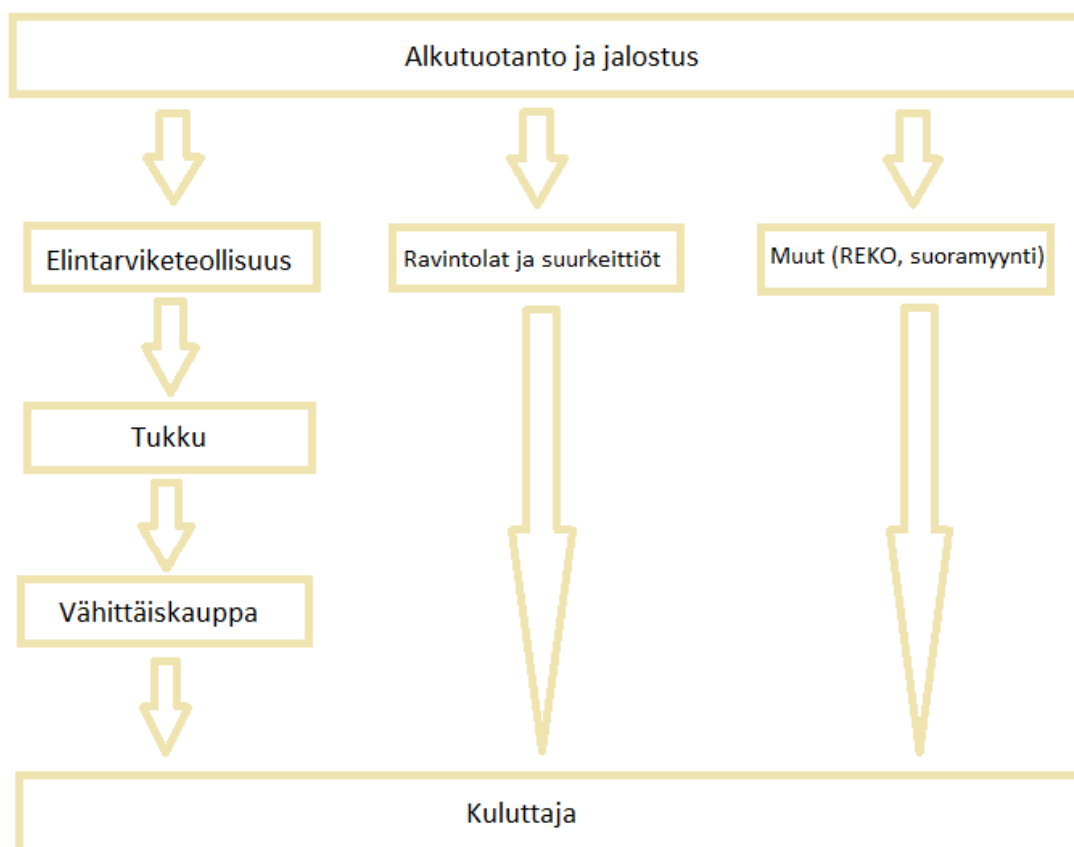 Alkutuotanto ja jalostus
Elintarviketeollisuus
Ravintolat ja suurkeittiöt
Muut (REKO, suoramyynti)
Tukku
Vähittäiskauppa
Kuluttaja